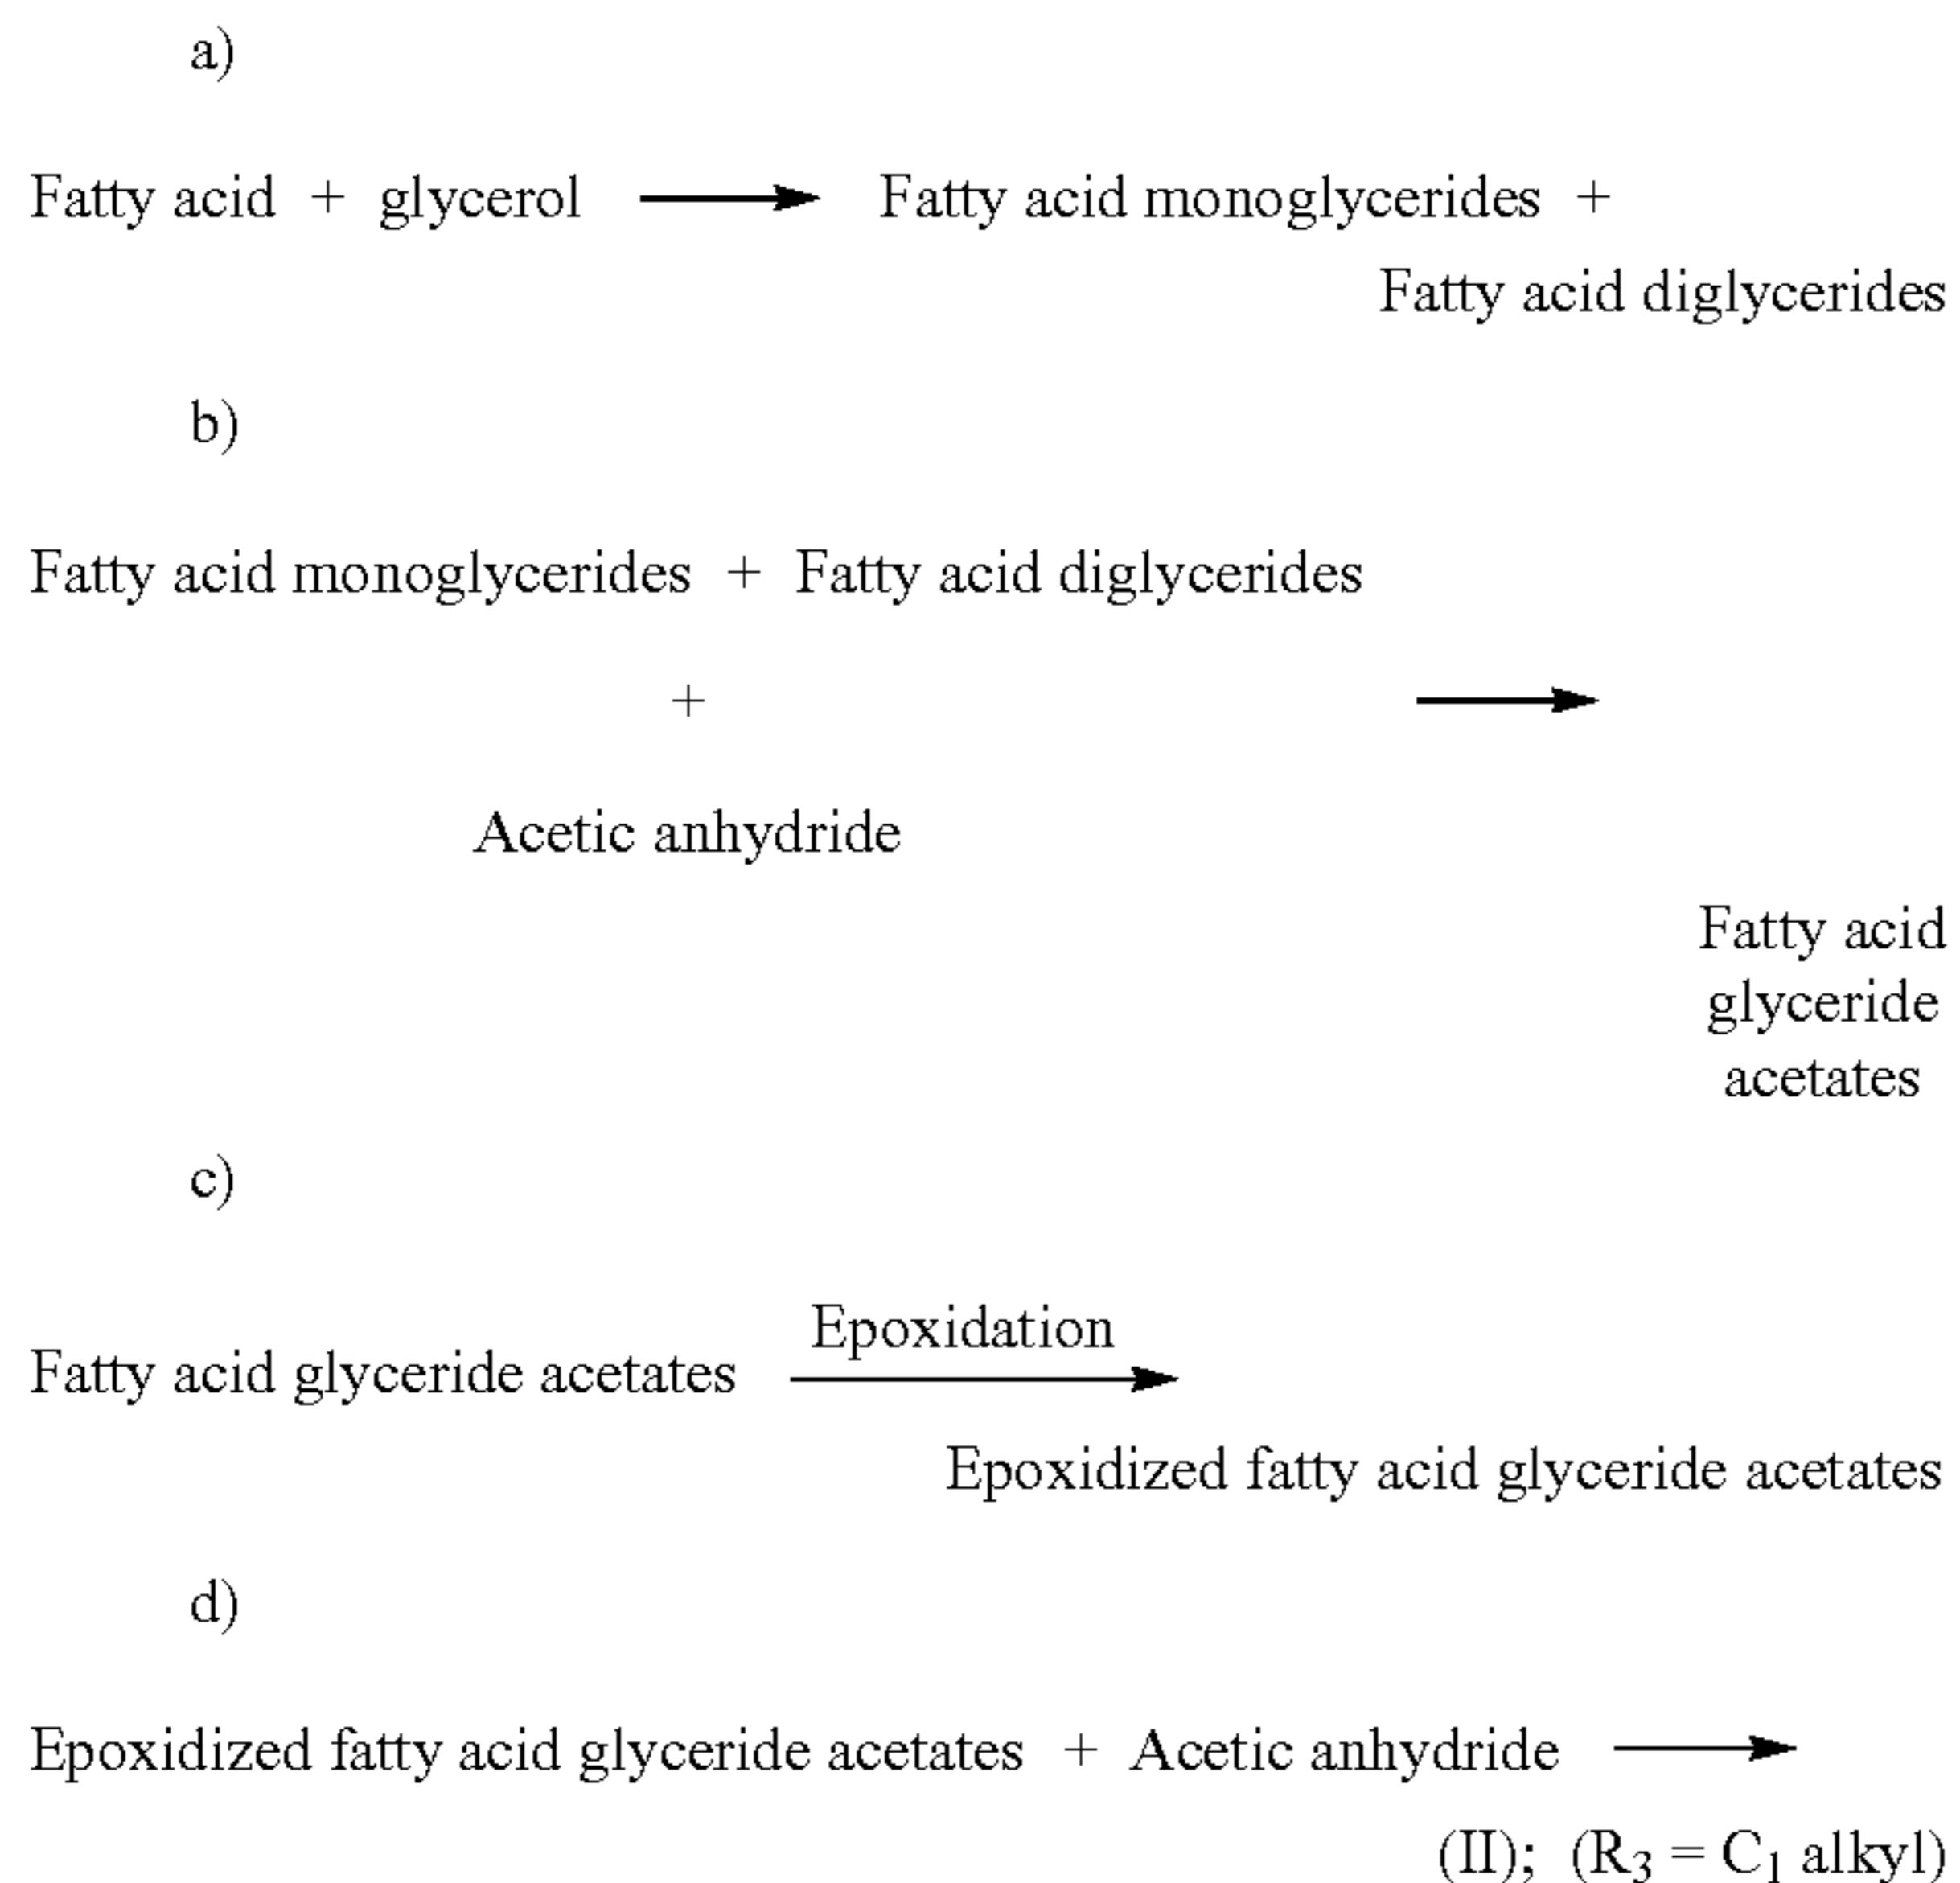 a)
Fatty acid + glycerol ⟶ Fatty acid monoglycerides +
Fatty acid diglycerides
b)
Fatty acid monoglycerides + Fatty acid diglycerides
+ ⟶
Acetic anhydride
Fatty acid
glyceride
acetates
c)
Epoxidation
Fatty acid glyceride acetates ⟶
Epoxidized fatty acid glyceride acetates
d)
Epoxidized fatty acid glyceride acetates + Acetic anhydride ⟶
(II); (R₃ = C₁ alkyl)